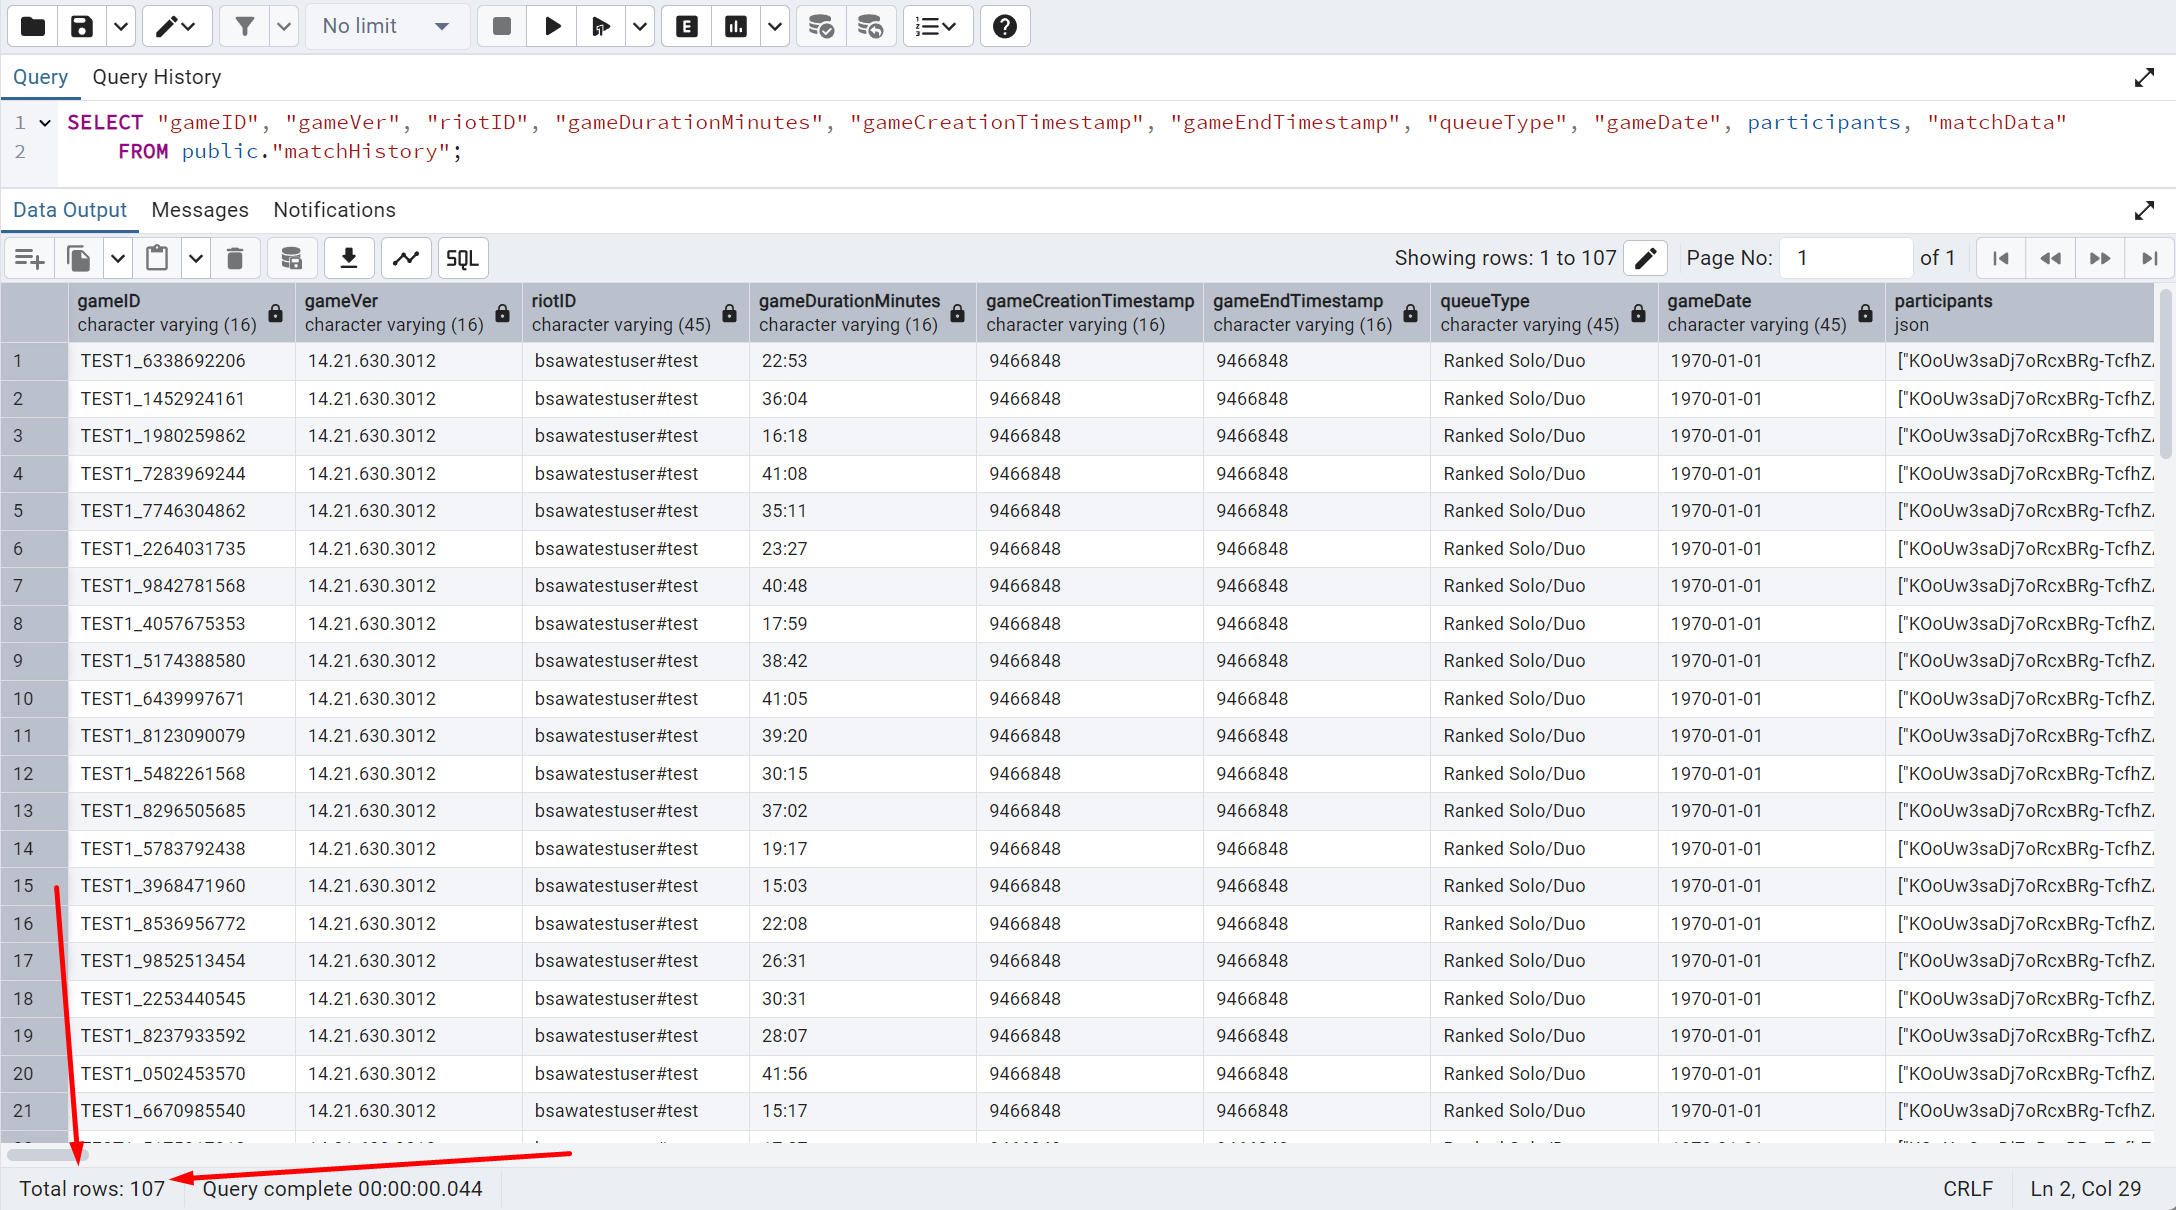 No limit
Query Query History
1 SELECT "gameID", "gameVer", "riotID", "gameDurationMinutes", "gameCreationTimestamp", "gameEndTimestamp", "queueType", "gameDate", participants, "matchData"
2 FROM public."matchHistory";
Data Output Messages Notifications
SQL Showing rows: 1 to 107 Page No: 1 of 1
gameID gameVer riotID gameDurationMinutes gameCreationTimestamp gameEndTimestamp queueType gameDate participants
character varying (16) character varying (16) character varying (45) character varying (16) character varying (16) character varying (16) character varying (45) character varying (45) json
1 TEST1_6338692206 14.21.630.3012 bsawatestuser#test 22:53 9466848 9466848 Ranked Solo/Duo 1970-01-01 ["KOoUw3saDj7oRcxBRg-TcfhZ
2 TEST1_1452924161 14.21.630.3012 bsawatestuser#test 36:04 9466848 9466848 Ranked Solo/Duo 1970-01-01 ["KOoUw3saDj7oRcxBRg-TcfhZ
3 TEST1_1980259862 14.21.630.3012 bsawatestuser#test 16:18 9466848 9466848 Ranked Solo/Duo 1970-01-01 ["KOoUw3saDj7oRcxBRg-TcfhZ
4 TEST1_7283969244 14.21.630.3012 bsawatestuser#test 41:08 9466848 9466848 Ranked Solo/Duo 1970-01-01 ["KOoUw3saDj7oRcxBRg-TcfhZ
5 TEST1_7746304862 14.21.630.3012 bsawatestuser#test 35:11 9466848 9466848 Ranked Solo/Duo 1970-01-01 ["KOoUw3saDj7oRcxBRg-TcfhZ
6 TEST1_2264031735 14.21.630.3012 bsawatestuser#test 23:27 9466848 9466848 Ranked Solo/Duo 1970-01-01 ["KOoUw3saDj7oRcxBRg-TcfhZ
7 TEST1_9842781568 14.21.630.3012 bsawatestuser#test 40:48 9466848 9466848 Ranked Solo/Duo 1970-01-01 ["KOoUw3saDj7oRcxBRg-TcfhZ
8 TEST1_4057675353 14.21.630.3012 bsawatestuser#test 17:59 9466848 9466848 Ranked Solo/Duo 1970-01-01 ["KOoUw3saDj7oRcxBRg-TcfhZ
9 TEST1_5174388580 14.21.630.3012 bsawatestuser#test 38:42 9466848 9466848 Ranked Solo/Duo 1970-01-01 ["KOoUw3saDj7oRcxBRg-TcfhZ
10 TEST1_6439997671 14.21.630.3012 bsawatestuser#test 41:05 9466848 9466848 Ranked Solo/Duo 1970-01-01 ["KOoUw3saDj7oRcxBRg-TcfhZ
11 TEST1_8123090079 14.21.630.3012 bsawatestuser#test 39:20 9466848 9466848 Ranked Solo/Duo 1970-01-01 ["KOoUw3saDj7oRcxBRg-TcfhZ
12 TEST1_5482261568 14.21.630.3012 bsawatestuser#test 30:15 9466848 9466848 Ranked Solo/Duo 1970-01-01 ["KOoUw3saDj7oRcxBRg-TcfhZ
13 TEST1_8296505685 14.21.630.3012 bsawatestuser#test 37:02 9466848 9466848 Ranked Solo/Duo 1970-01-01 ["KOoUw3saDj7oRcxBRg-TcfhZ
14 TEST1_5783792438 14.21.630.3012 bsawatestuser#test 19:17 9466848 9466848 Ranked Solo/Duo 1970-01-01 ["KOoUw3saDj7oRcxBRg-TcfhZ
15 TEST1_3968471960 14.21.630.3012 bsawatestuser#test 15:03 9466848 9466848 Ranked Solo/Duo 1970-01-01 ["KOoUw3saDj7oRcxBRg-TcfhZ
16 TEST1_8536956772 14.21.630.3012 bsawatestuser#test 22:08 9466848 9466848 Ranked Solo/Duo 1970-01-01 ["KOoUw3saDj7oRcxBRg-TcfhZ
17 TEST1_9852513454 14.21.630.3012 bsawatestuser#test 26:31 9466848 9466848 Ranked Solo/Duo 1970-01-01 ["KOoUw3saDj7oRcxBRg-TcfhZ
18 TEST1_2253440545 14.21.630.3012 bsawatestuser#test 30:31 9466848 9466848 Ranked Solo/Duo 1970-01-01 ["KOoUw3saDj7oRcxBRg-TcfhZ
19 TEST1_8237933592 14.21.630.3012 bsawatestuser#test 28:07 9466848 9466848 Ranked Solo/Duo 1970-01-01 ["KOoUw3saDj7oRcxBRg-TcfhZ
20 TEST1_0502453570 14.21.630.3012 bsawatestuser#test 41:56 9466848 9466848 Ranked Solo/Duo 1970-01-01 ["KOoUw3saDj7oRcxBRg-TcfhZ
21 TEST1_6670985540 14.21.630.3012 bsawatestuser#test 15:17 9466848 9466848 Ranked Solo/Duo 1970-01-01 ["KOoUw3saDj7oRcxBRg-TcfhZ
Total rows: 107 Query complete 00:00:00.044 CRLF Ln 2, Col 29